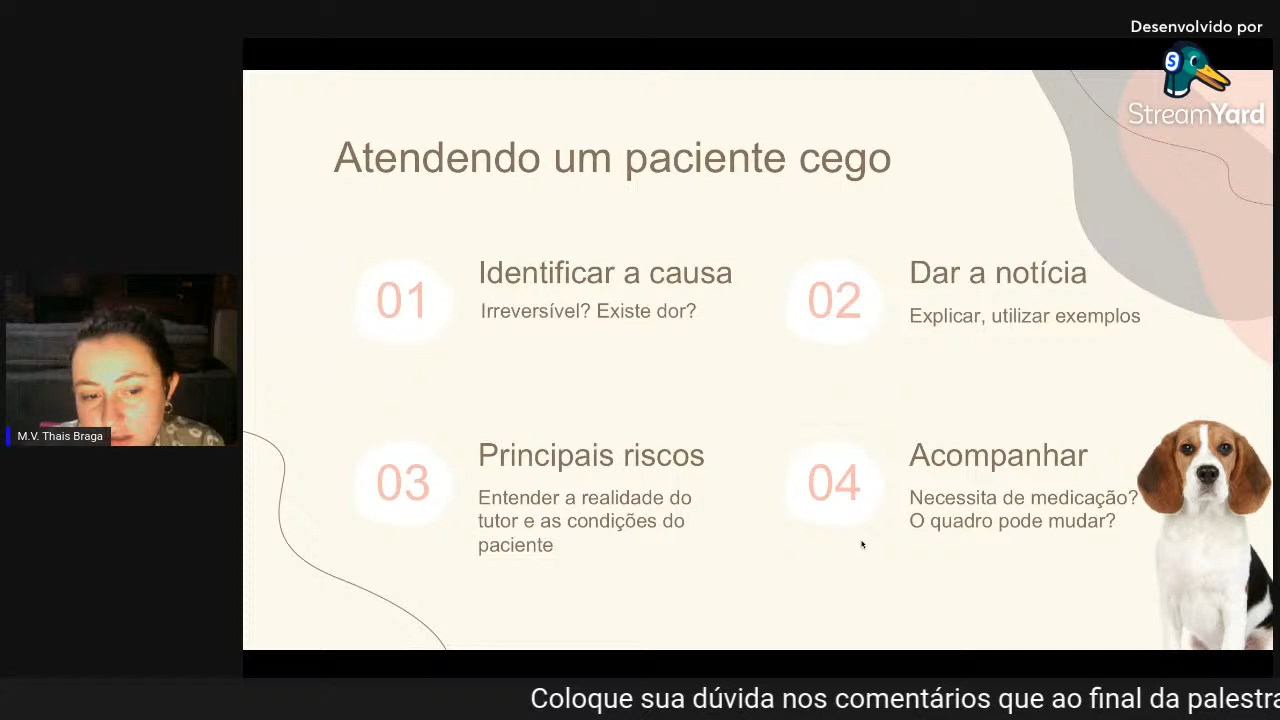 Desenvolvido por
S
StreamYard
Atendendo um paciente cego
01
Identificar a causa
Irreversível? Existe dor?
02
Dar a notícia
Explicar, utilizar exemplos
03
Principais riscos
Entender a realidade do
tutor e as condições do
paciente
04
Acompanhar
Necessita de medicação?
O quadro pode mudar?
M.V. Thais Braga
Coloque sua dúvida nos comentários que ao final da palestra